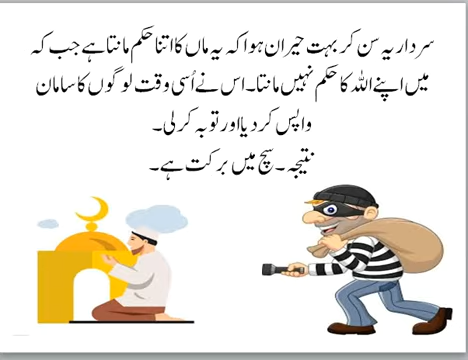 سردار یہ سن کر بہت حیران ہوا کہ یہ ماں کا اتنا حکم مانتا ہے جب کہ
میں اپنے اللہ کا حکم نہیں مانتا۔ اس نے اُسی وقت لوگوں کا سامان
واپس کر دیا اور توبہ کر لی۔
نتیجہ۔ سچ میں برکت ہے۔